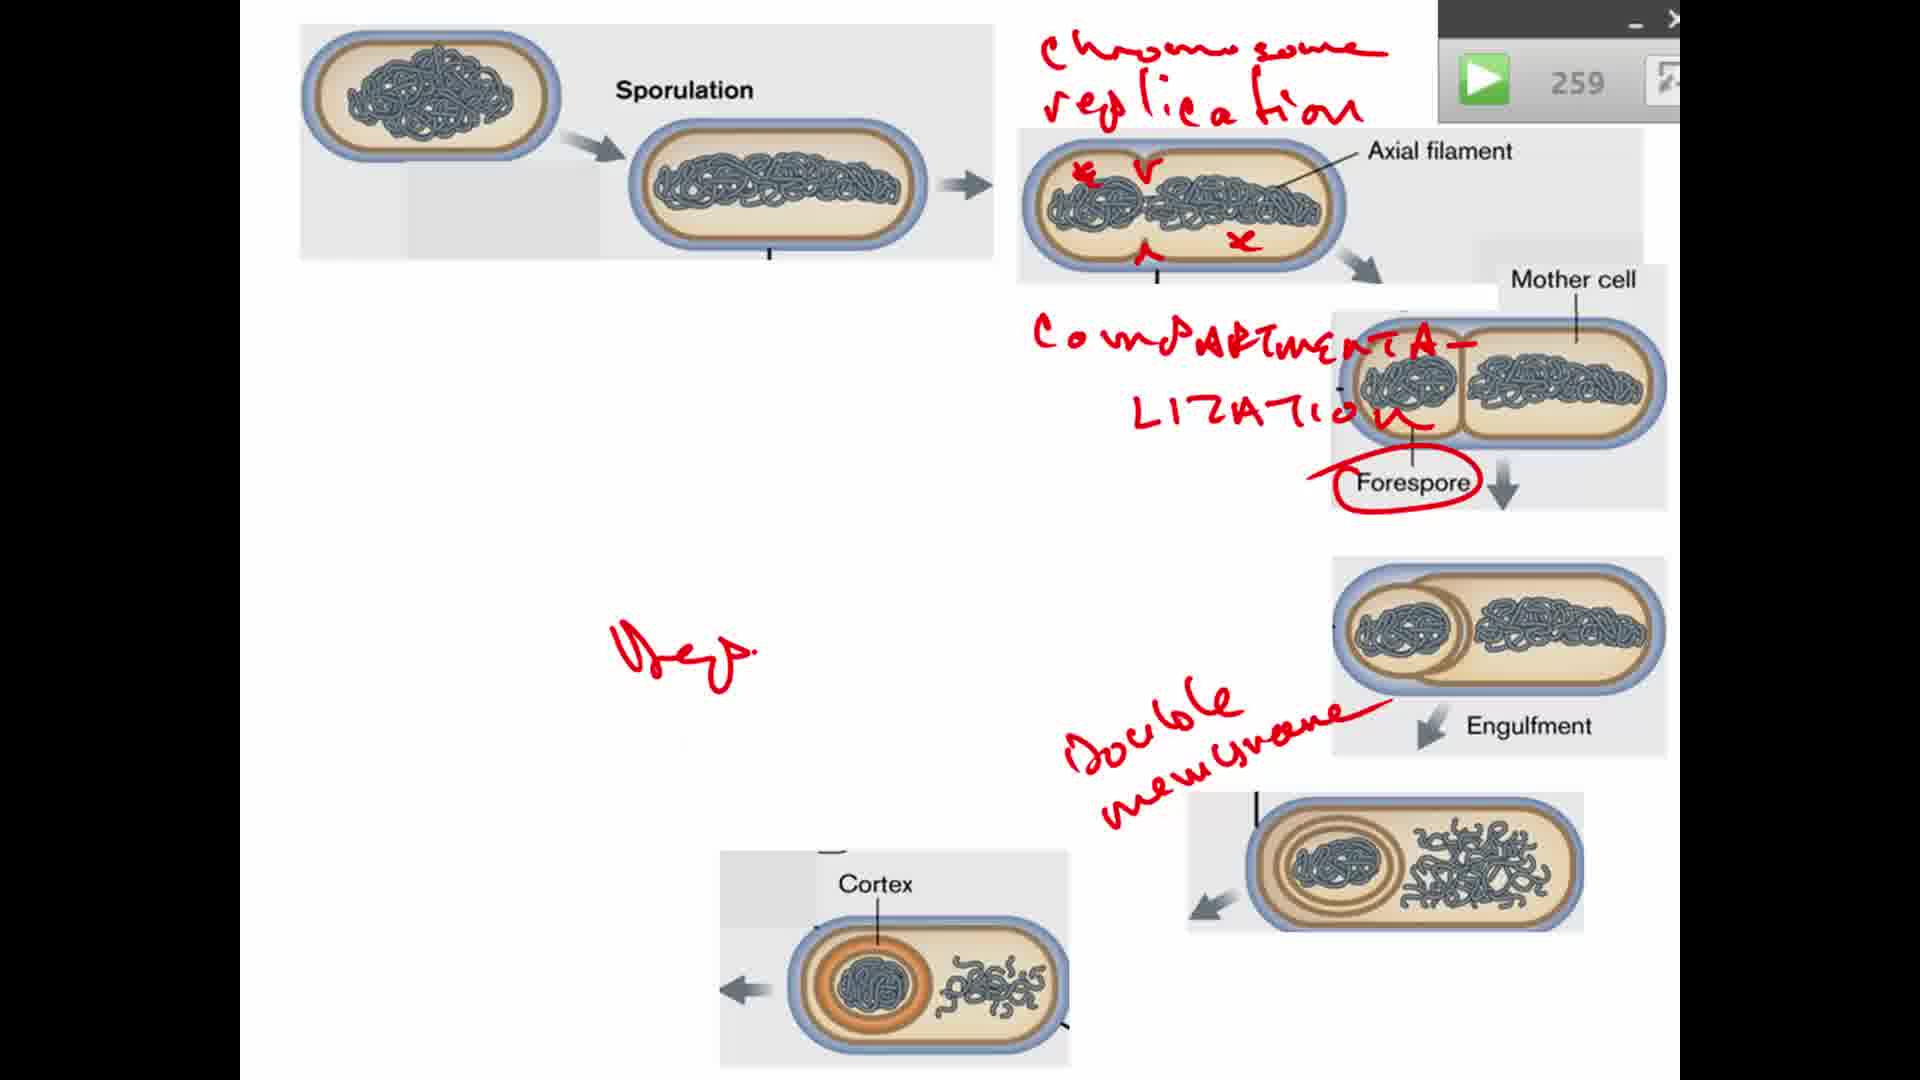 chromosome
replication
259
Sporulation
Axial filament
Mother cell
COMPARTMENTA-
LIZATION
Forespore
Double
membrane
Engulfment
Cortex